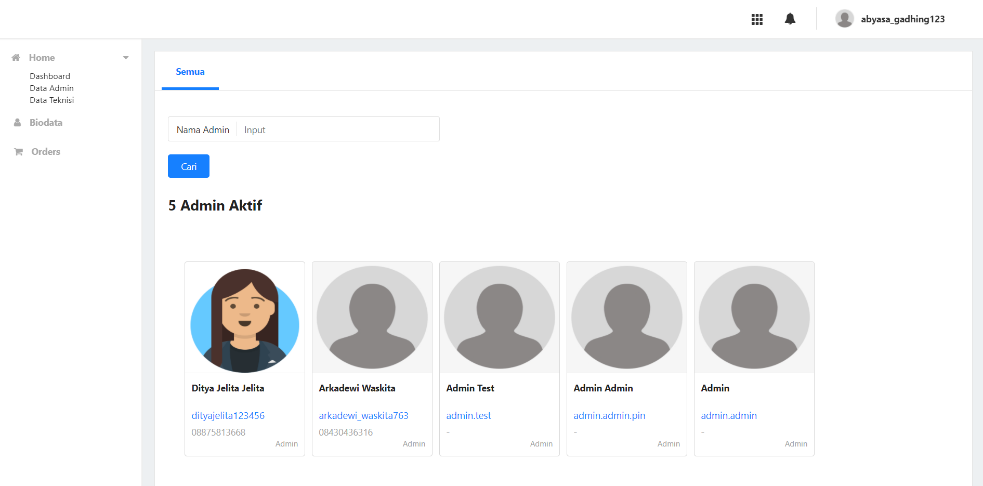 abyasa_gadhing123
Home
Dashboard
Data Admin
Data Teknisi
Biodata
Orders
Semua
Nama Admin Input
Cari
5 Admin Aktif
Ditya Jelita Jelita
dityajelita123456
08875813668
Admin
Arkadewi Waskita
arkadewi_waskita763
08430436316
Admin
Admin Test
admin.test
-
Admin
Admin Admin
admin.admin.pin
-
Admin
Admin
admin.admin
-
Admin